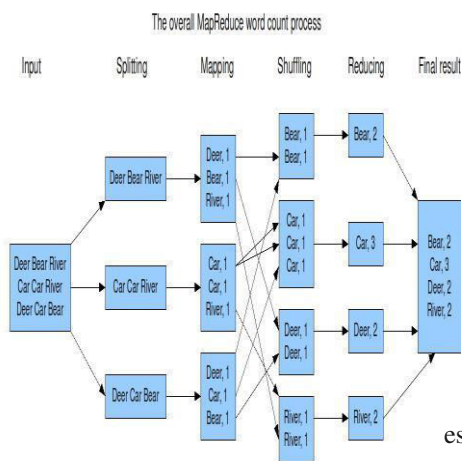 The overall MapReduce word count process
Input
Splitting
Mapping
Shuffling
Reducing
Final result
Deer Bear River
Car Car River
Deer Car Bear
Deer Bear River
Car Car River
Deer Car Bear
Deer, 1
Bear, 1
River, 1
Car, 1
Car, 1
River, 1
Deer, 1
Car, 1
Bear, 1
Bear, 1
Bear, 1
Car, 1
Car, 1
Car, 1
Deer, 1
Deer, 1
River, 1
River, 1
Bear, 2
Car, 3
Deer, 2
River, 2
Bear, 2
Car, 3
Deer, 2
River, 2
es